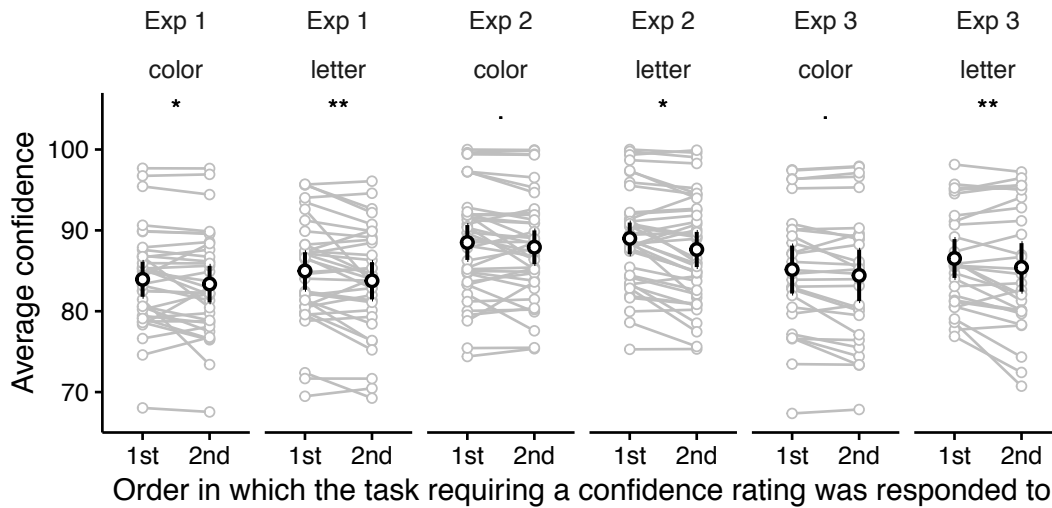 Exp 1 Exp 1 Exp 2 Exp 2 Exp 3 Exp 3
color letter color letter color letter
* ** . * . **
Average confidence
100
90
80
70
1st 2nd 1st 2nd 1st 2nd 1st 2nd 1st 2nd 1st 2nd
Order in which the task requiring a confidence rating was responded to